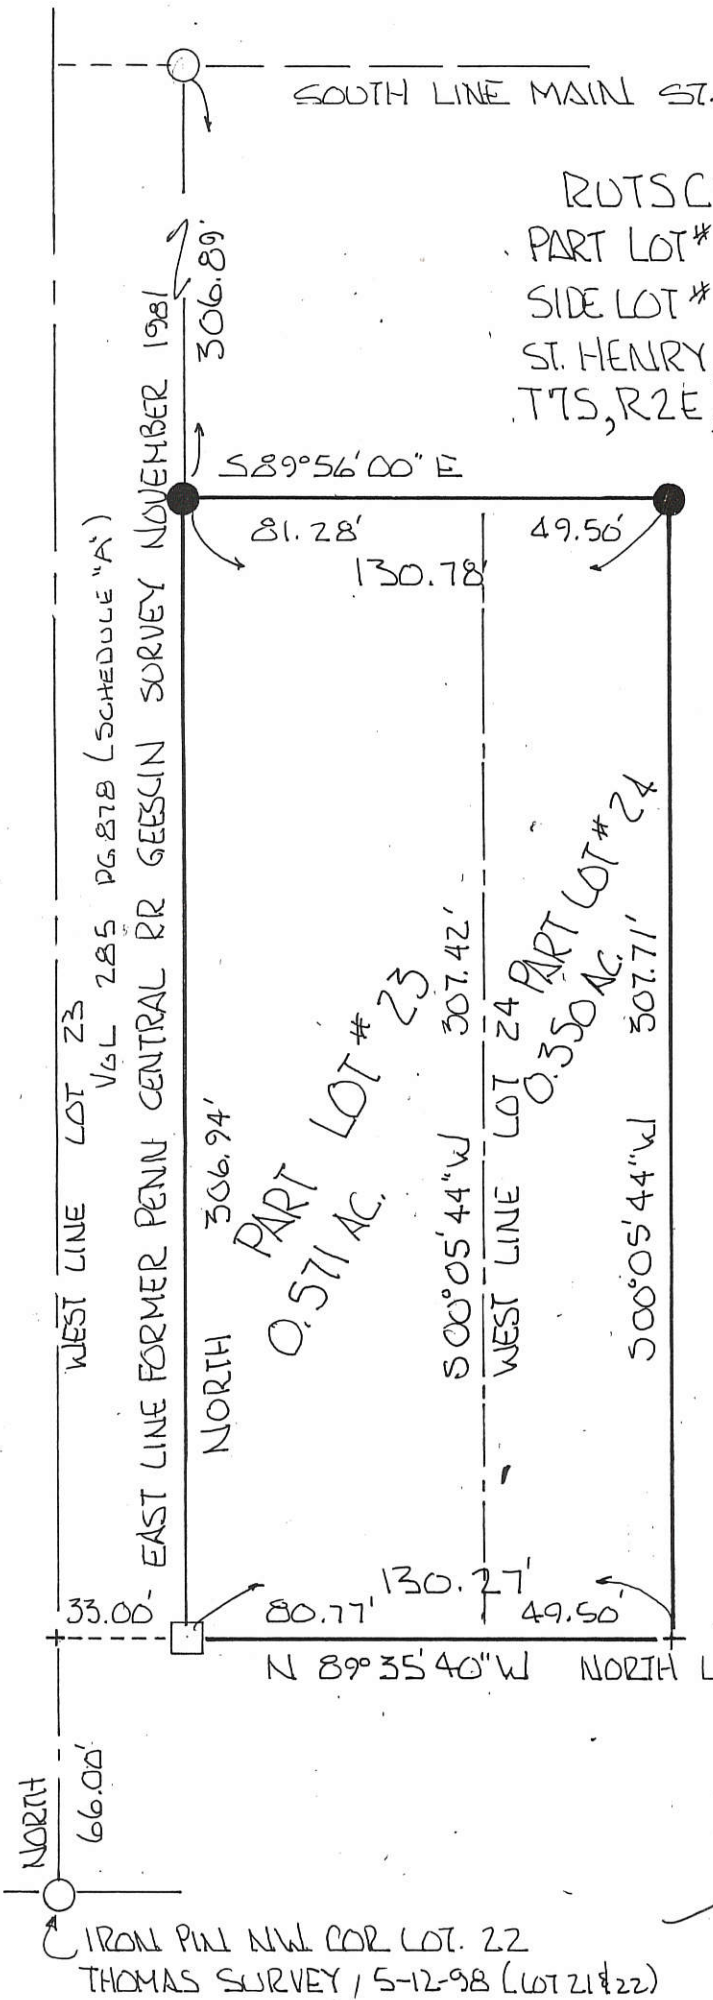 SOUTH LINE MAIN ST.
RUTSC
PART LOT #
SIDE LOT #
ST. HENRY
T7S, R2E,
306.89'
S89°56'00" E
81.28'
49.50'
130.78'
WEST LINE LOT 23
VOL 285 PG.878 (SCHEDULE "A")
EAST LINE FORMER PENN CENTRAL RR GEESLIN SURVEY NOVEMBER 1981
NORTH 306.94'
PART LOT # 23
0.571 AC.
S 00°05'44" W 307.42'
WEST LINE LOT 24
PART LOT # 24
0.350 AC.
S 00°05'44" W 307.71'
33.00'
130.27'
80.77'
49.50'
N 89°35'40" W NORTH L
NORTH
66.00'
IRON PIN NW COR LOT. 22
THOMAS SURVEY, 5-12-98 (LOT 21 & 22)